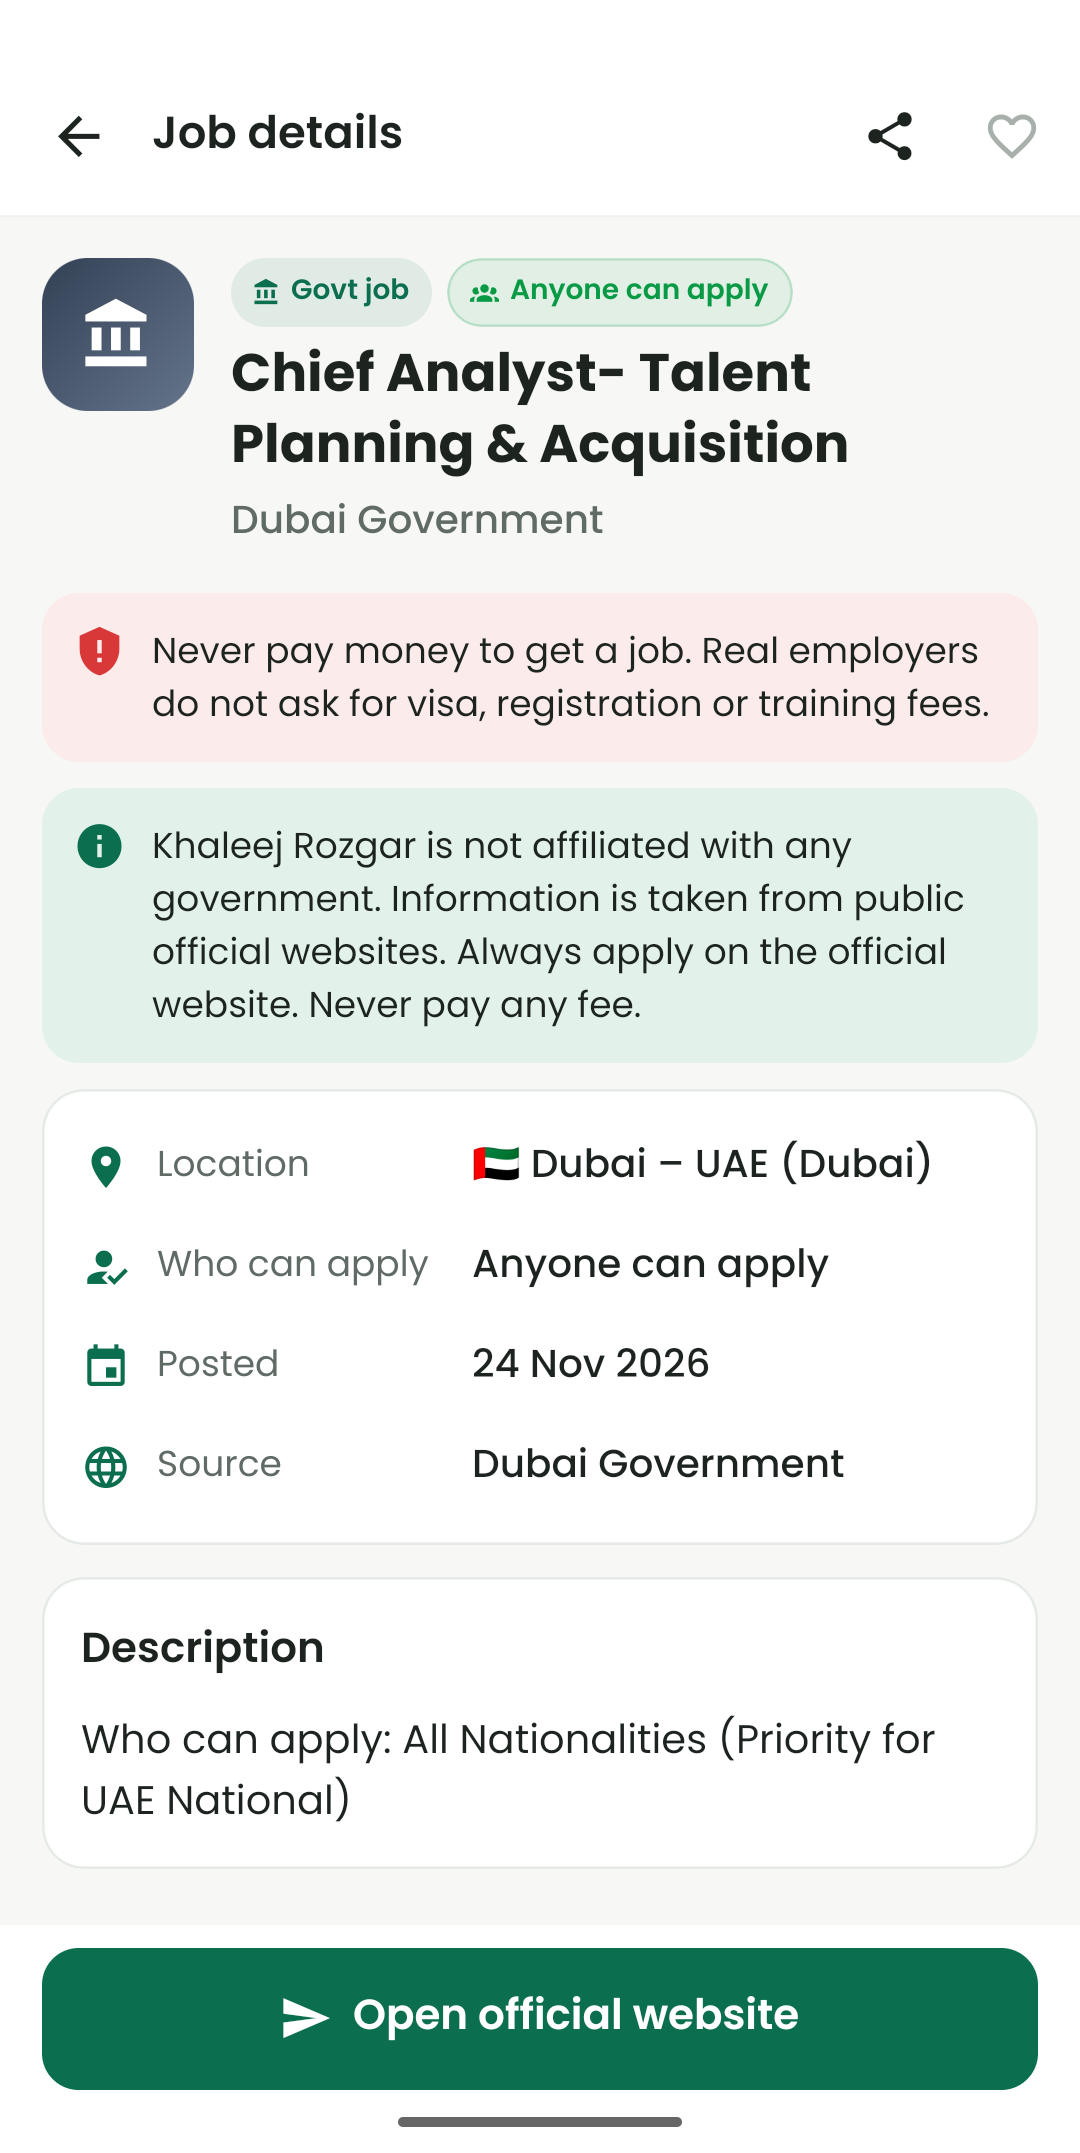 Job details
Govt job
Anyone can apply
Chief Analyst- Talent
Planning & Acquisition
Dubai Government
Never pay money to get a job. Real employers
do not ask for visa, registration or training fees.
Khaleej Rozgar is not affiliated with any
government. Information is taken from public
official websites. Always apply on the official
website. Never pay any fee.
Location 🇦🇪 Dubai – UAE (Dubai)
Who can apply Anyone can apply
Posted 24 Nov 2026
Source Dubai Government
Description
Who can apply: All Nationalities (Priority for
UAE National)
Open official website